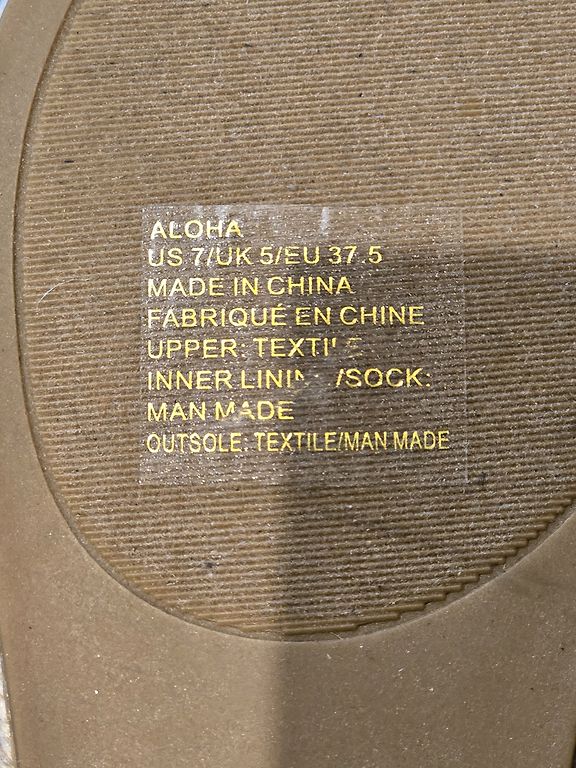 ALOHA
US 7/UK 5/EU 37.5
MADE IN CHINA
FABRIQUÉ EN CHINE
UPPER: TEXTILE
INNER LINING/SOCK:
MAN MADE
OUTSOLE: TEXTILE/MAN MADE